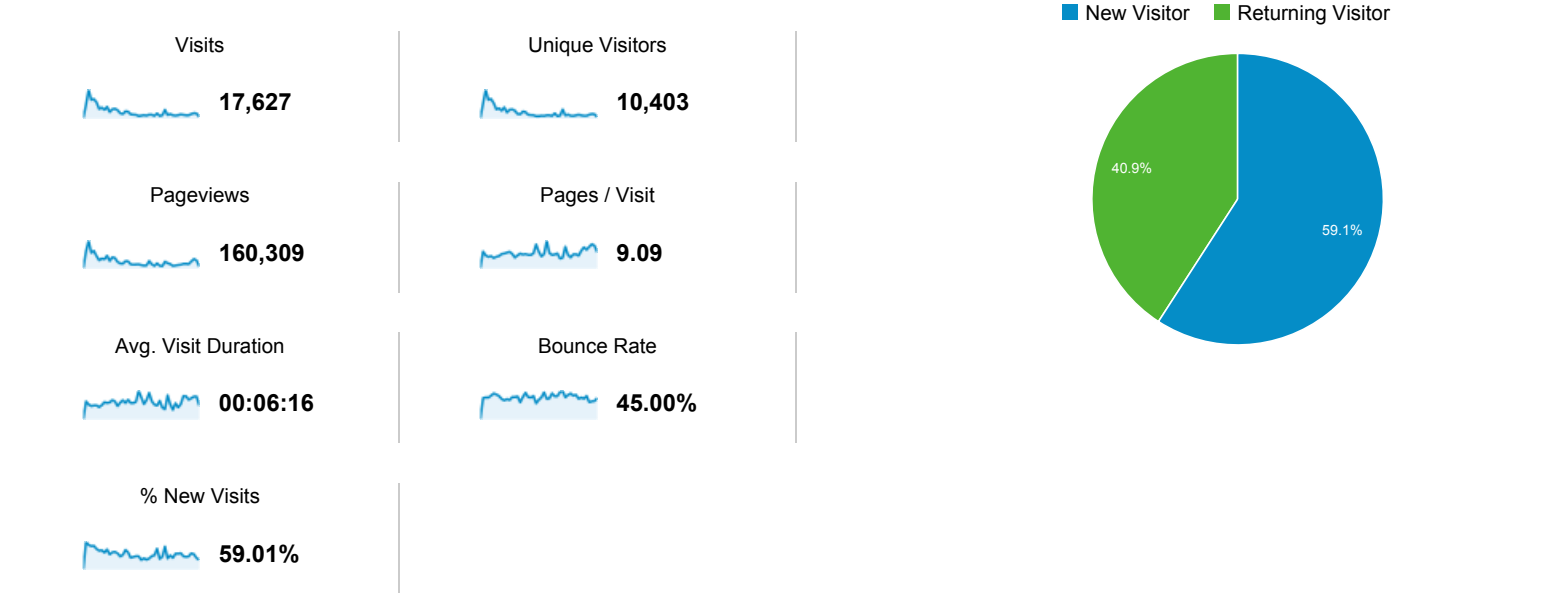 New Visitor
Returning Visitor
Visits
17,627
Unique Visitors
10,403
Pageviews
160,309
Pages / Visit
9.09
Avg. Visit Duration
00:06:16
Bounce Rate
45.00%
% New Visits
59.01%
40.9%
59.1%